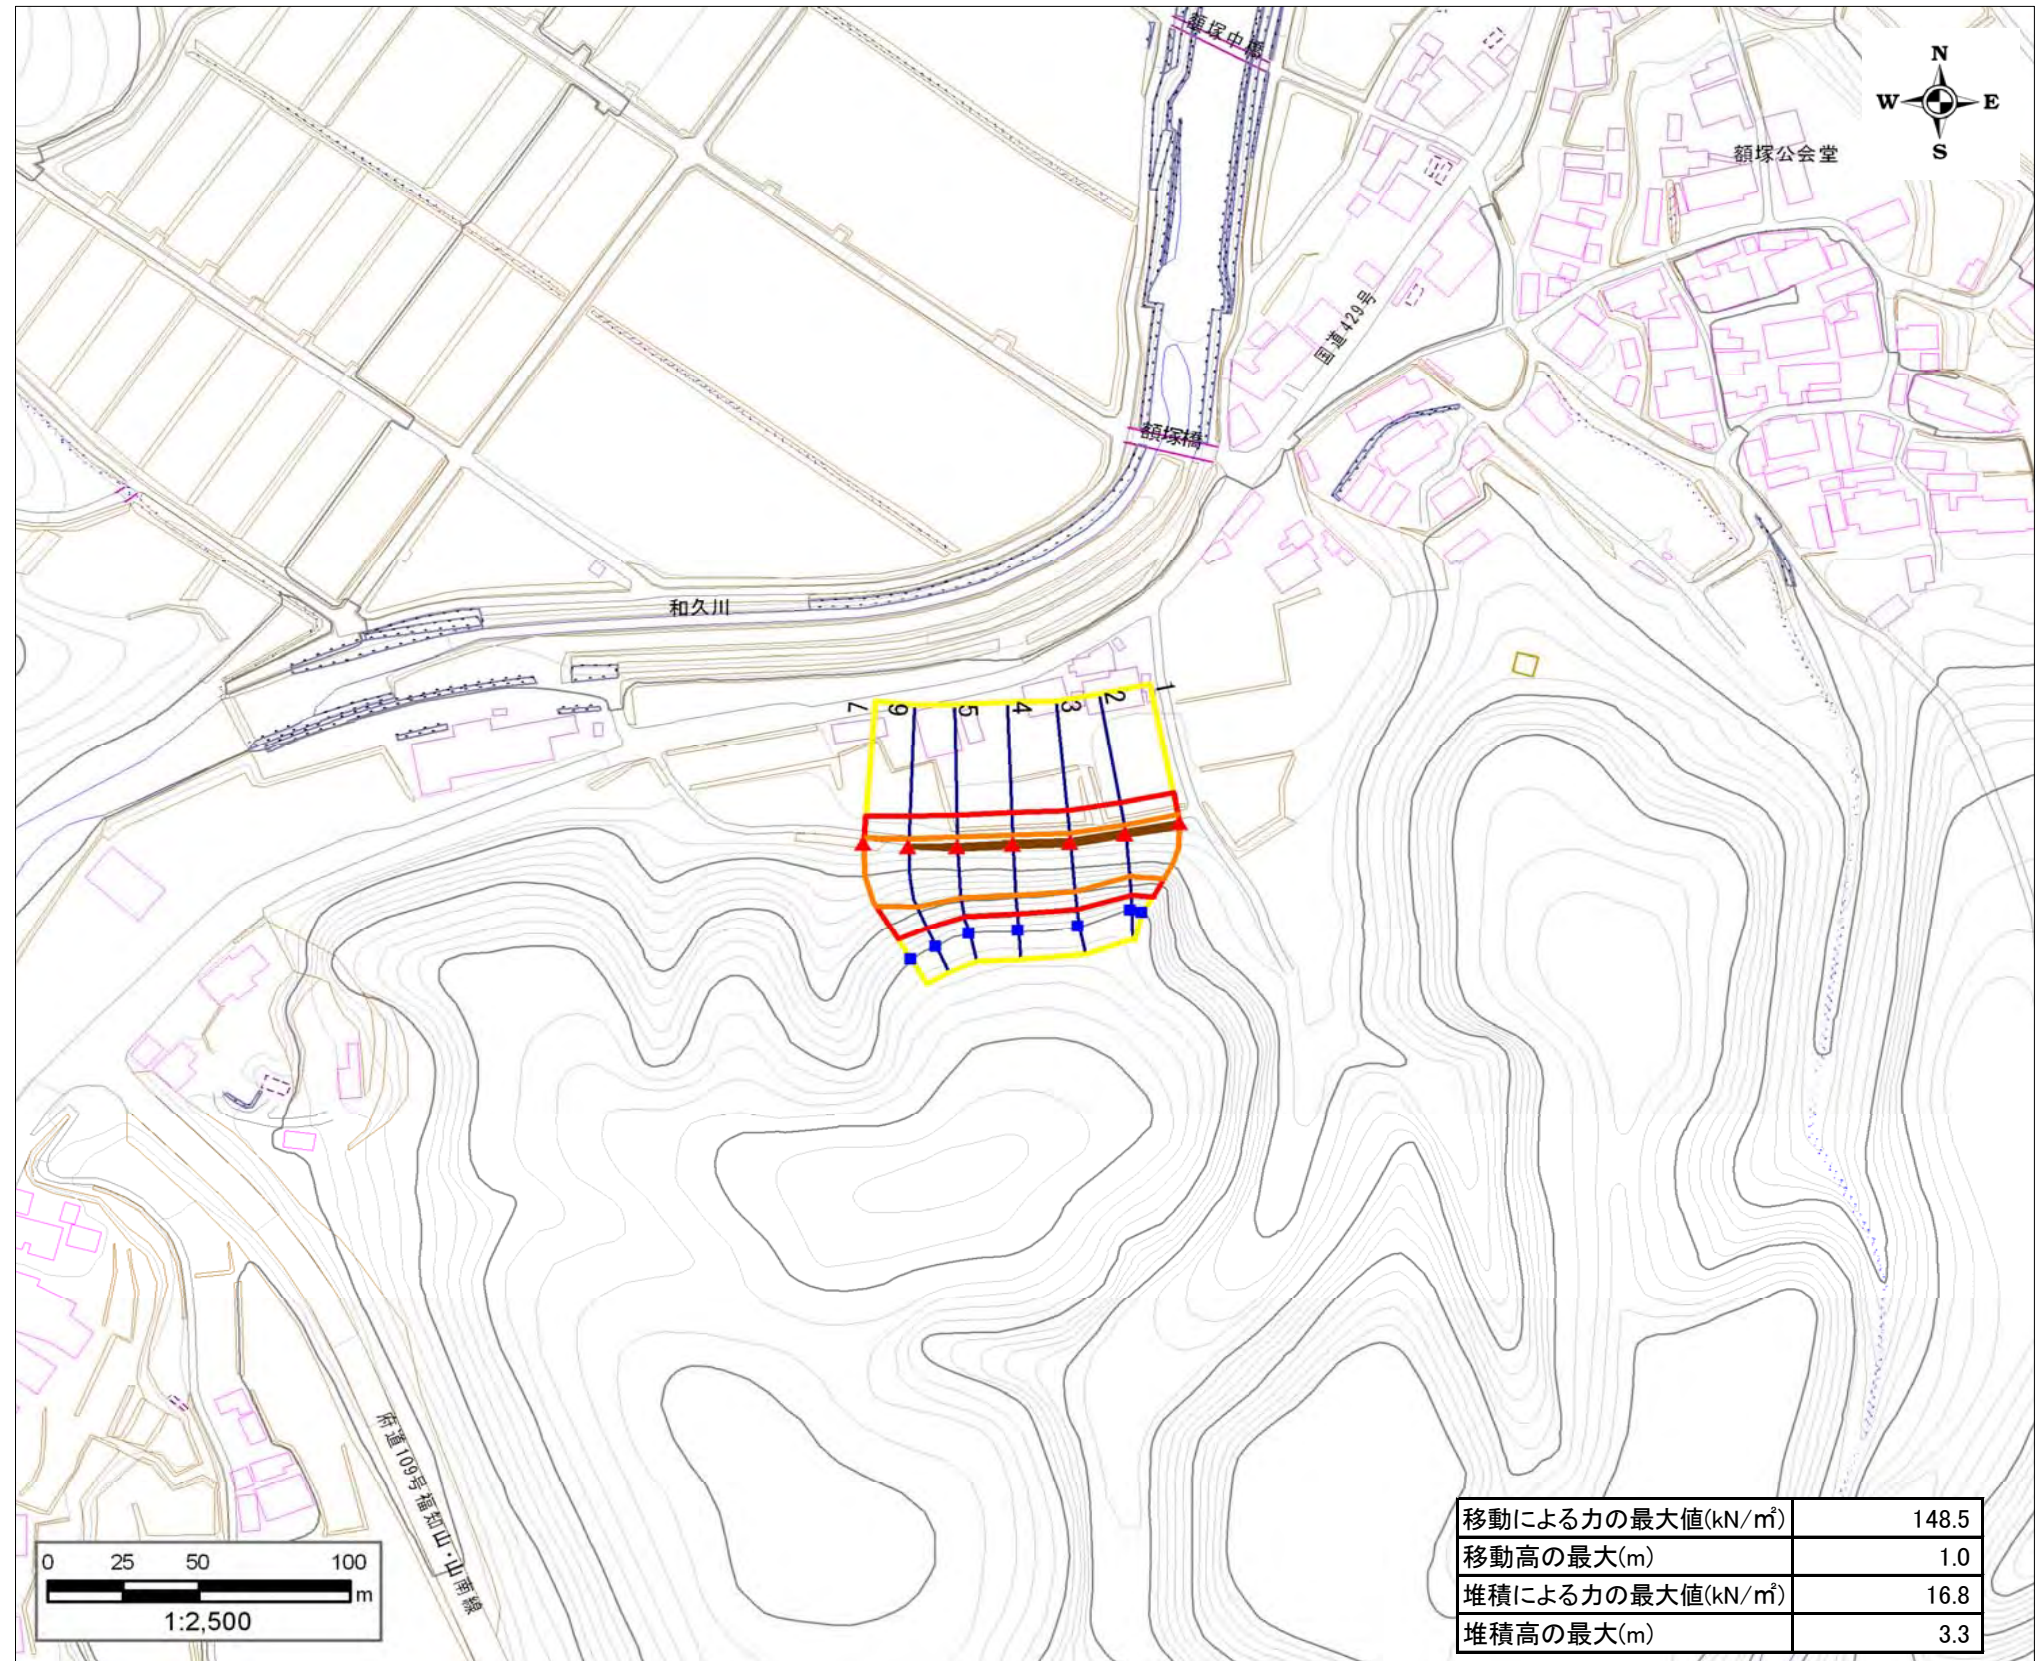 額塚中橋
N
W E
S
額塚公会堂
国道429号
額塚橋
和久川
7 6 5 4 3 2 1
府道109号福知山・山南線
0 25 50 100
m
1:2,500
移動による力の最大値(kN/㎡) 148.5
移動高の最大(m) 1.0
堆積による力の最大値(kN/㎡) 16.8
堆積高の最大(m) 3.3